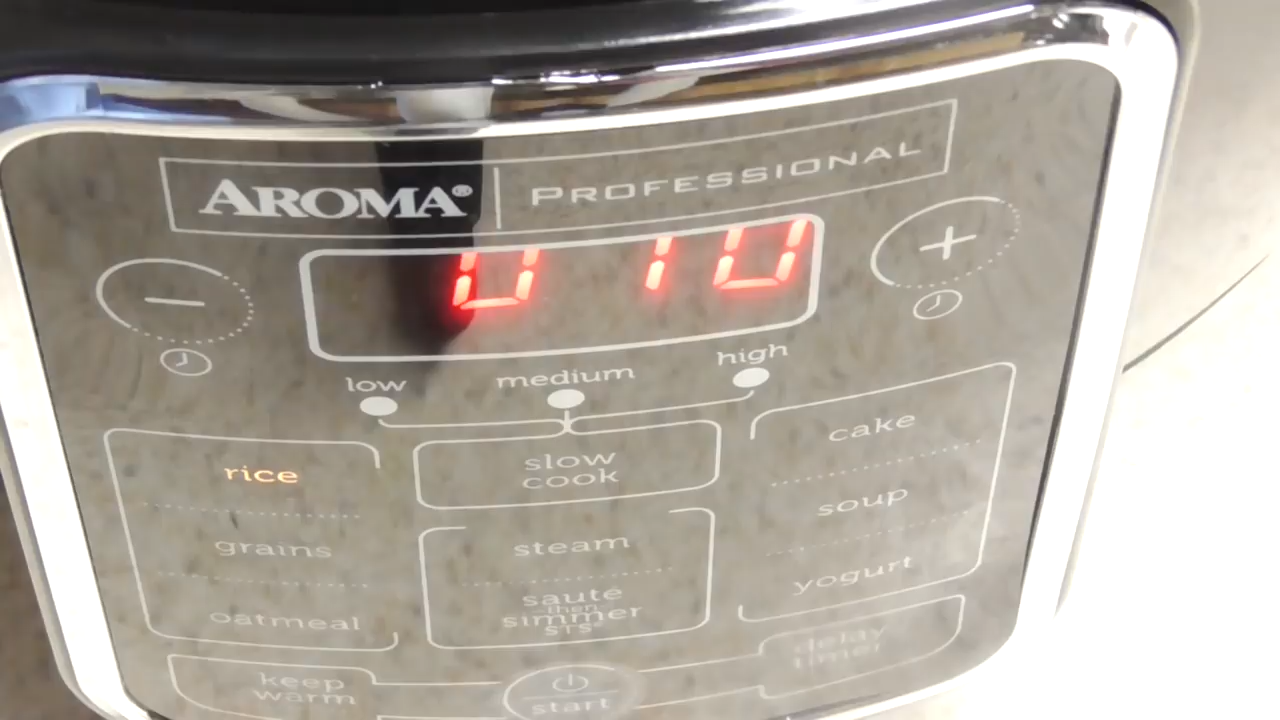 AROMA® PROFESSIONAL
0 10
low medium high
rice
grains
oatmeal
slow
cook
steam
saute
then
simmer
STS®
cake
soup
yogurt
keep
warm
start
delay
timer